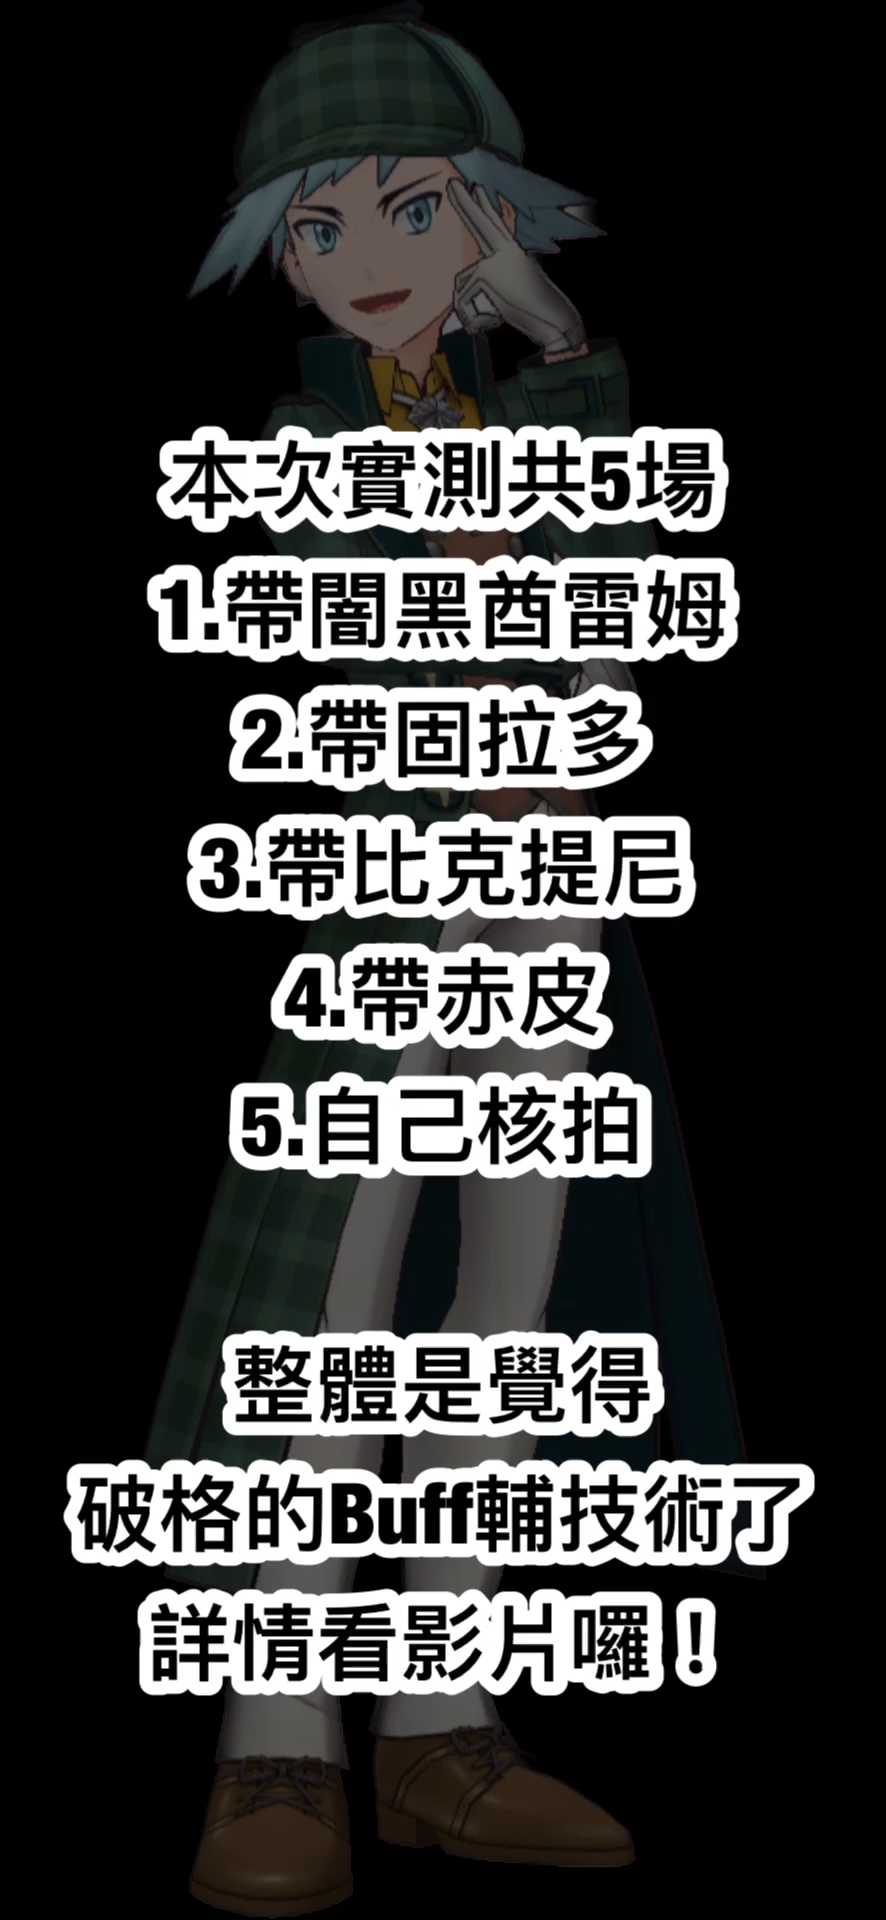 本次實測共5場
1.帶闇黑酋雷姆
2.帶固拉多
3.帶比克提尼
4.帶赤皮
5.自己核拍
整體是覺得
破格的Buff輔技術了
詳情看影片囉！